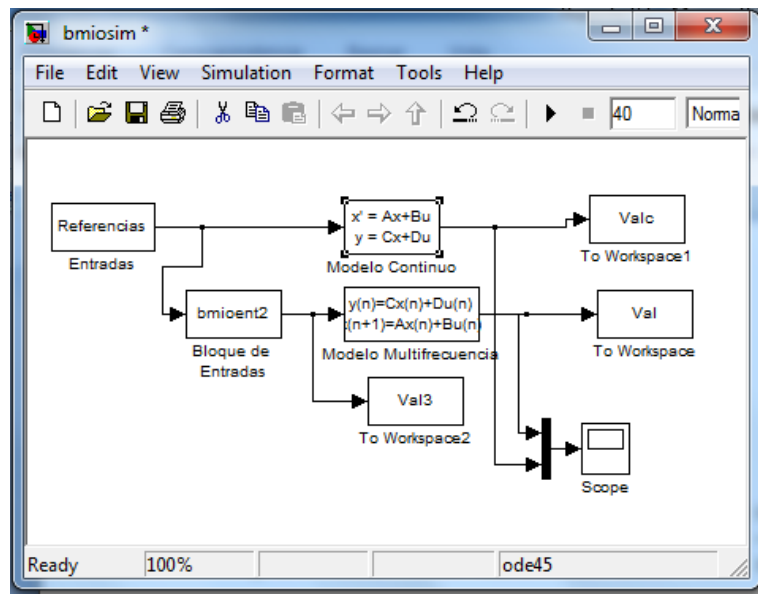 bmiosim *
File Edit View Simulation Format Tools Help
40 Norma
Referencias
Entradas
x' = Ax+Bu
y = Cx+Du
Modelo Continuo
Valc
To Workspace1
bmioent2
Bloque de
Entradas
y(n)=Cx(n)+Du(n)
(n+1)=Ax(n)+Bu(n)
Modelo Multifrecuencia
Val
To Workspace
Val3
To Workspace2
Scope
Ready 100% ode45